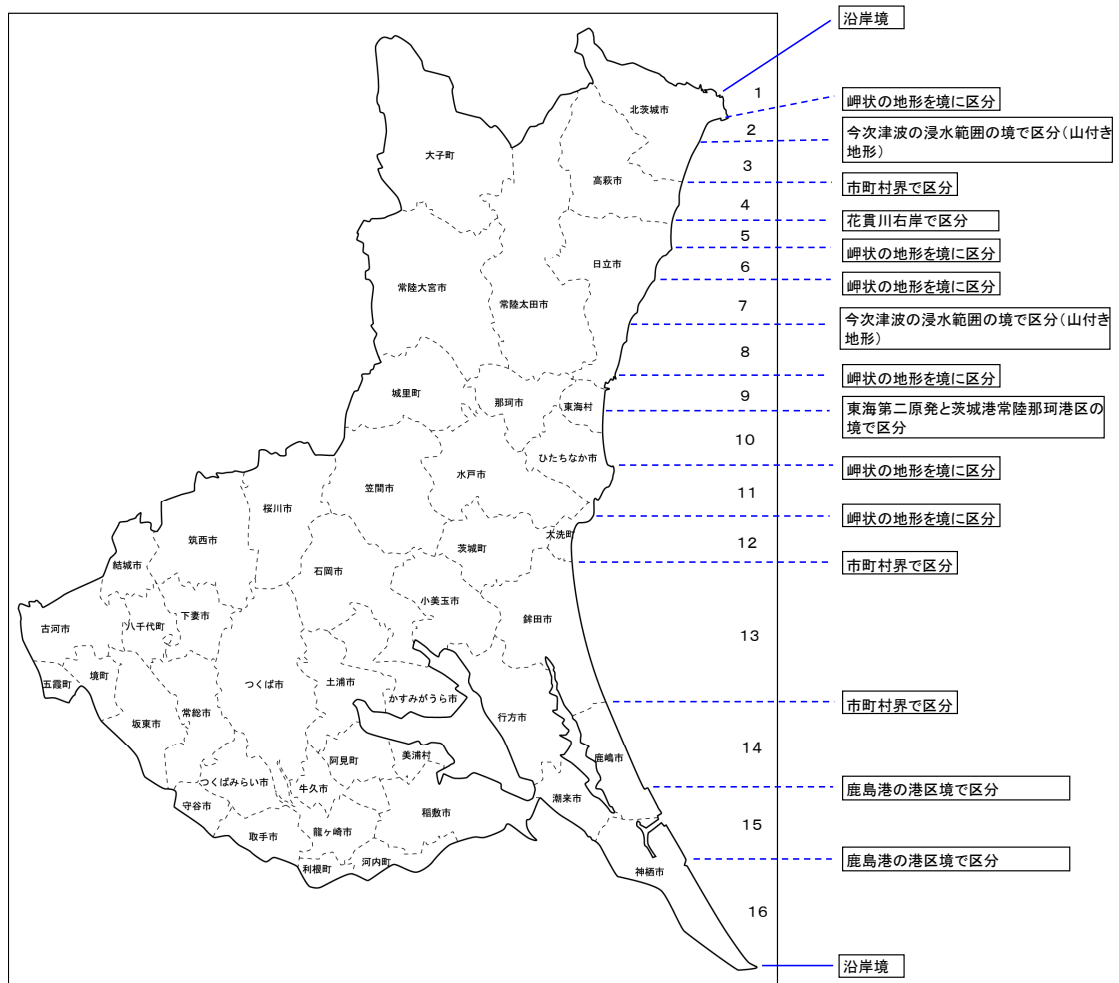 沿岸境
1
岬状の地形を境に区分
北茨城市
2
今次津波の浸水範囲の境で区分(山付き
地形)
大子町
3
高萩市
市町村界で区分
4
花貫川右岸で区分
5
岬状の地形を境に区分
日立市
6
岬状の地形を境に区分
常陸大宮市
常陸太田市
7
今次津波の浸水範囲の境で区分(山付き
地形)
8
岬状の地形を境に区分
城里町
那珂市
東海村
9
東海第二原発と茨城港常陸那珂港区の
境で区分
10
ひたちなか市
岬状の地形を境に区分
水戸市
笠間市
11
桜川市
岬状の地形を境に区分
筑西市
大洗町
12
茨城町
結城市
市町村界で区分
石岡市
小美玉市
下妻市
鉾田市
八千代町
古河市
13
境町
五霞町
つくば市
土浦市
かすみがうら市
市町村界で区分
常総市
坂東市
行方市
14
美浦村
鹿嶋市
阿見町
つくばみらい市
牛久市
鹿島港の港区境で区分
潮来市
守谷市
稲敷市
15
龍ヶ崎市
取手市
鹿島港の港区境で区分
河内町
利根町
神栖市
16
沿岸境